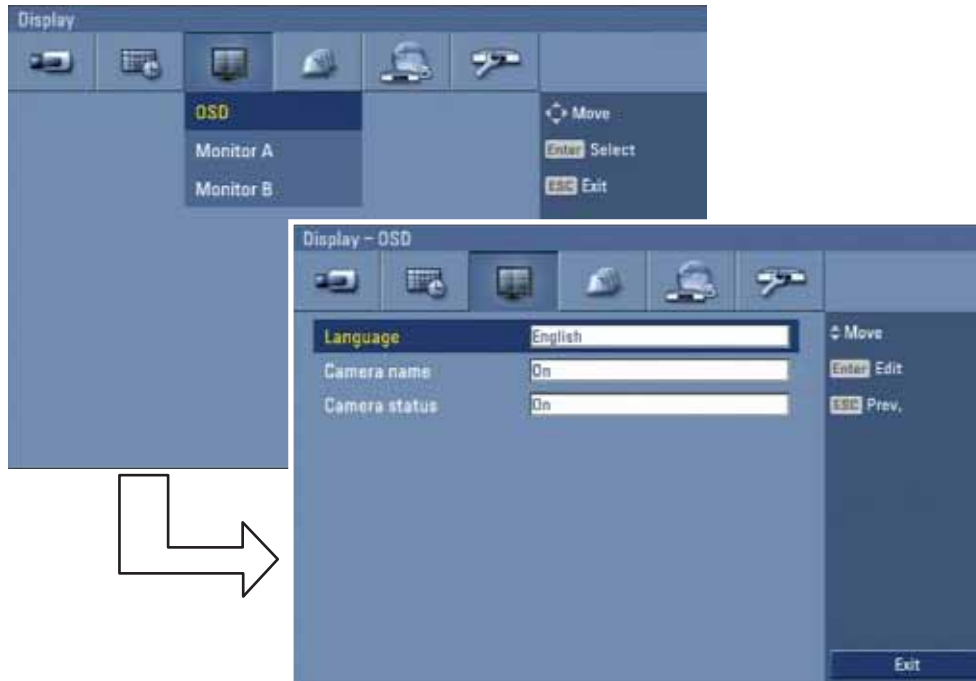 Display
OSD
Monitor A
Monitor B
Move
Enter Select
ESC Exit
Display - OSD
Language English
Camera name On
Camera status On
Move
Enter Edit
ESC Prev.
Exit